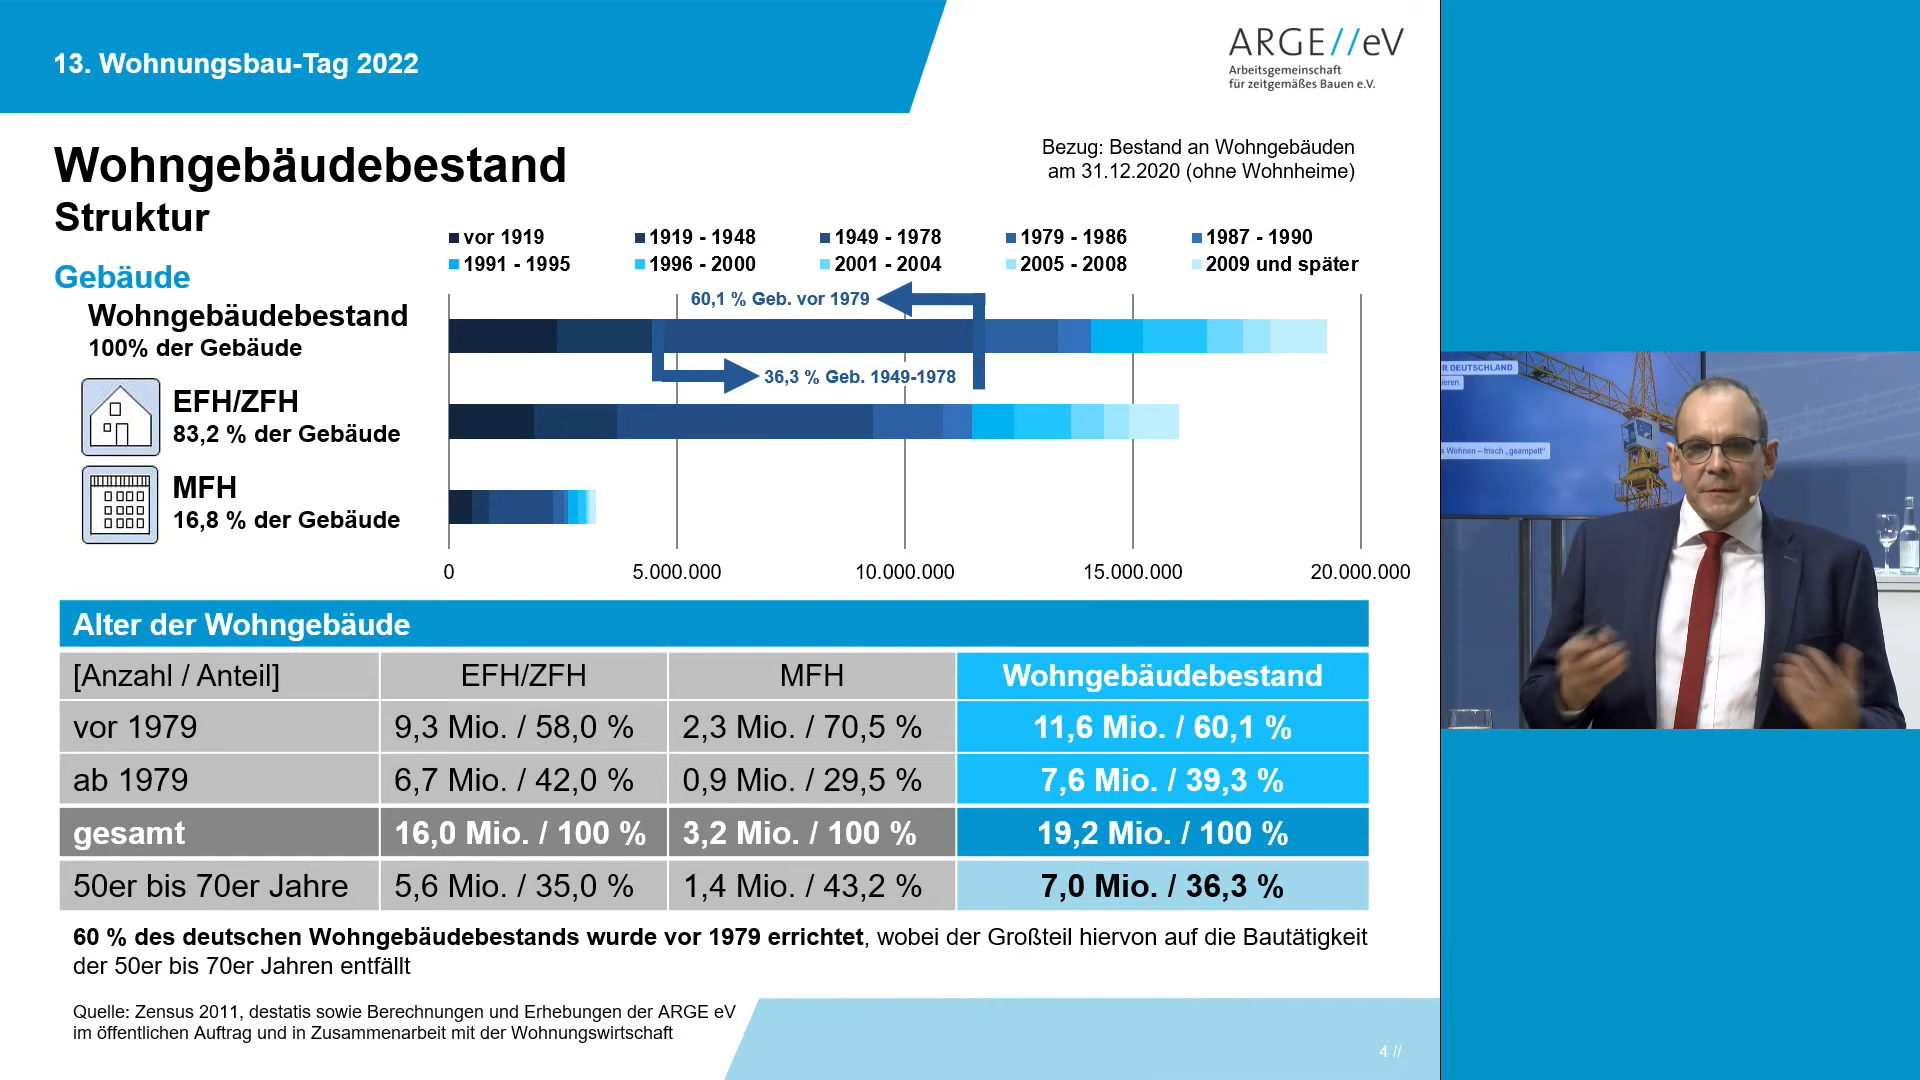 13. Wohnungsbau-Tag 2022
ARGE//eV
Arbeitsgemeinschaft
für zeitgemäßes Bauen e.V.
Wohngebäudebestand
Struktur
Bezug: Bestand an Wohngebäuden
am 31.12.2020 (ohne Wohnheime)
vor 1919 1919 - 1948 1949 - 1978 1979 - 1986 1987 - 1990
1991 - 1995 1996 - 2000 2001 - 2004 2005 - 2008 2009 und später
Gebäude
60,1 % Geb. vor 1979
Wohngebäudebestand
100% der Gebäude
36,3 % Geb. 1949-1978
EFH/ZFH
83,2 % der Gebäude
MFH
16,8 % der Gebäude
0 5.000.000 10.000.000 15.000.000 20.000.000
Alter der Wohngebäude
[Anzahl / Anteil] EFH/ZFH MFH Wohngebäudebestand
vor 1979 9,3 Mio. / 58,0 % 2,3 Mio. / 70,5 % 11,6 Mio. / 60,1 %
ab 1979 6,7 Mio. / 42,0 % 0,9 Mio. / 29,5 % 7,6 Mio. / 39,3 %
gesamt 16,0 Mio. / 100 % 3,2 Mio. / 100 % 19,2 Mio. / 100 %
50er bis 70er Jahre 5,6 Mio. / 35,0 % 1,4 Mio. / 43,2 % 7,0 Mio. / 36,3 %
60 % des deutschen Wohngebäudebestands wurde vor 1979 errichtet, wobei der Großteil hiervon auf die Bautätigkeit
der 50er bis 70er Jahren entfällt
Quelle: Zensus 2011, destatis sowie Berechnungen und Erhebungen der ARGE eV
im öffentlichen Auftrag und in Zusammenarbeit mit der Wohnungswirtschaft
4 //
R DEUTSCHLAND
ieren
s Wohnen – frisch „geampelt“